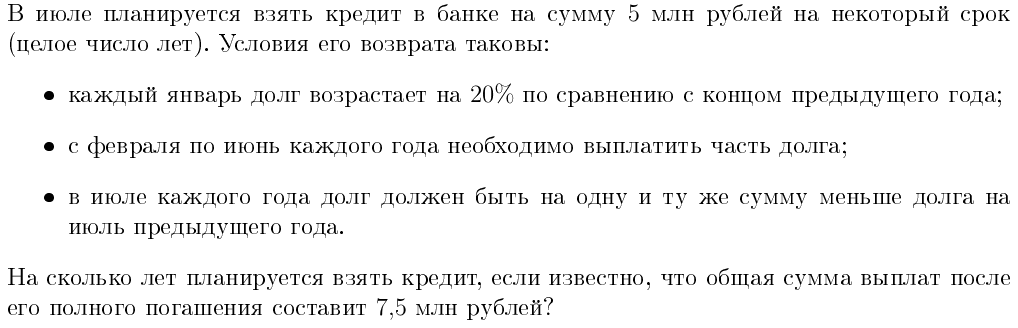 В июле планируется взять кредит в банке на сумму 5 млн рублей на некоторый срок
(целое число лет). Условия его возврата таковы:
• каждый январь долг возрастает на 20% по сравнению с концом предыдущего года;
• с февраля по июнь каждого года необходимо выплатить часть долга;
• в июле каждого года долг должен быть на одну и ту же сумму меньше долга на
июль предыдущего года.
На сколько лет планируется взять кредит, если известно, что общая сумма выплат после
его полного погашения составит 7,5 млн рублей?